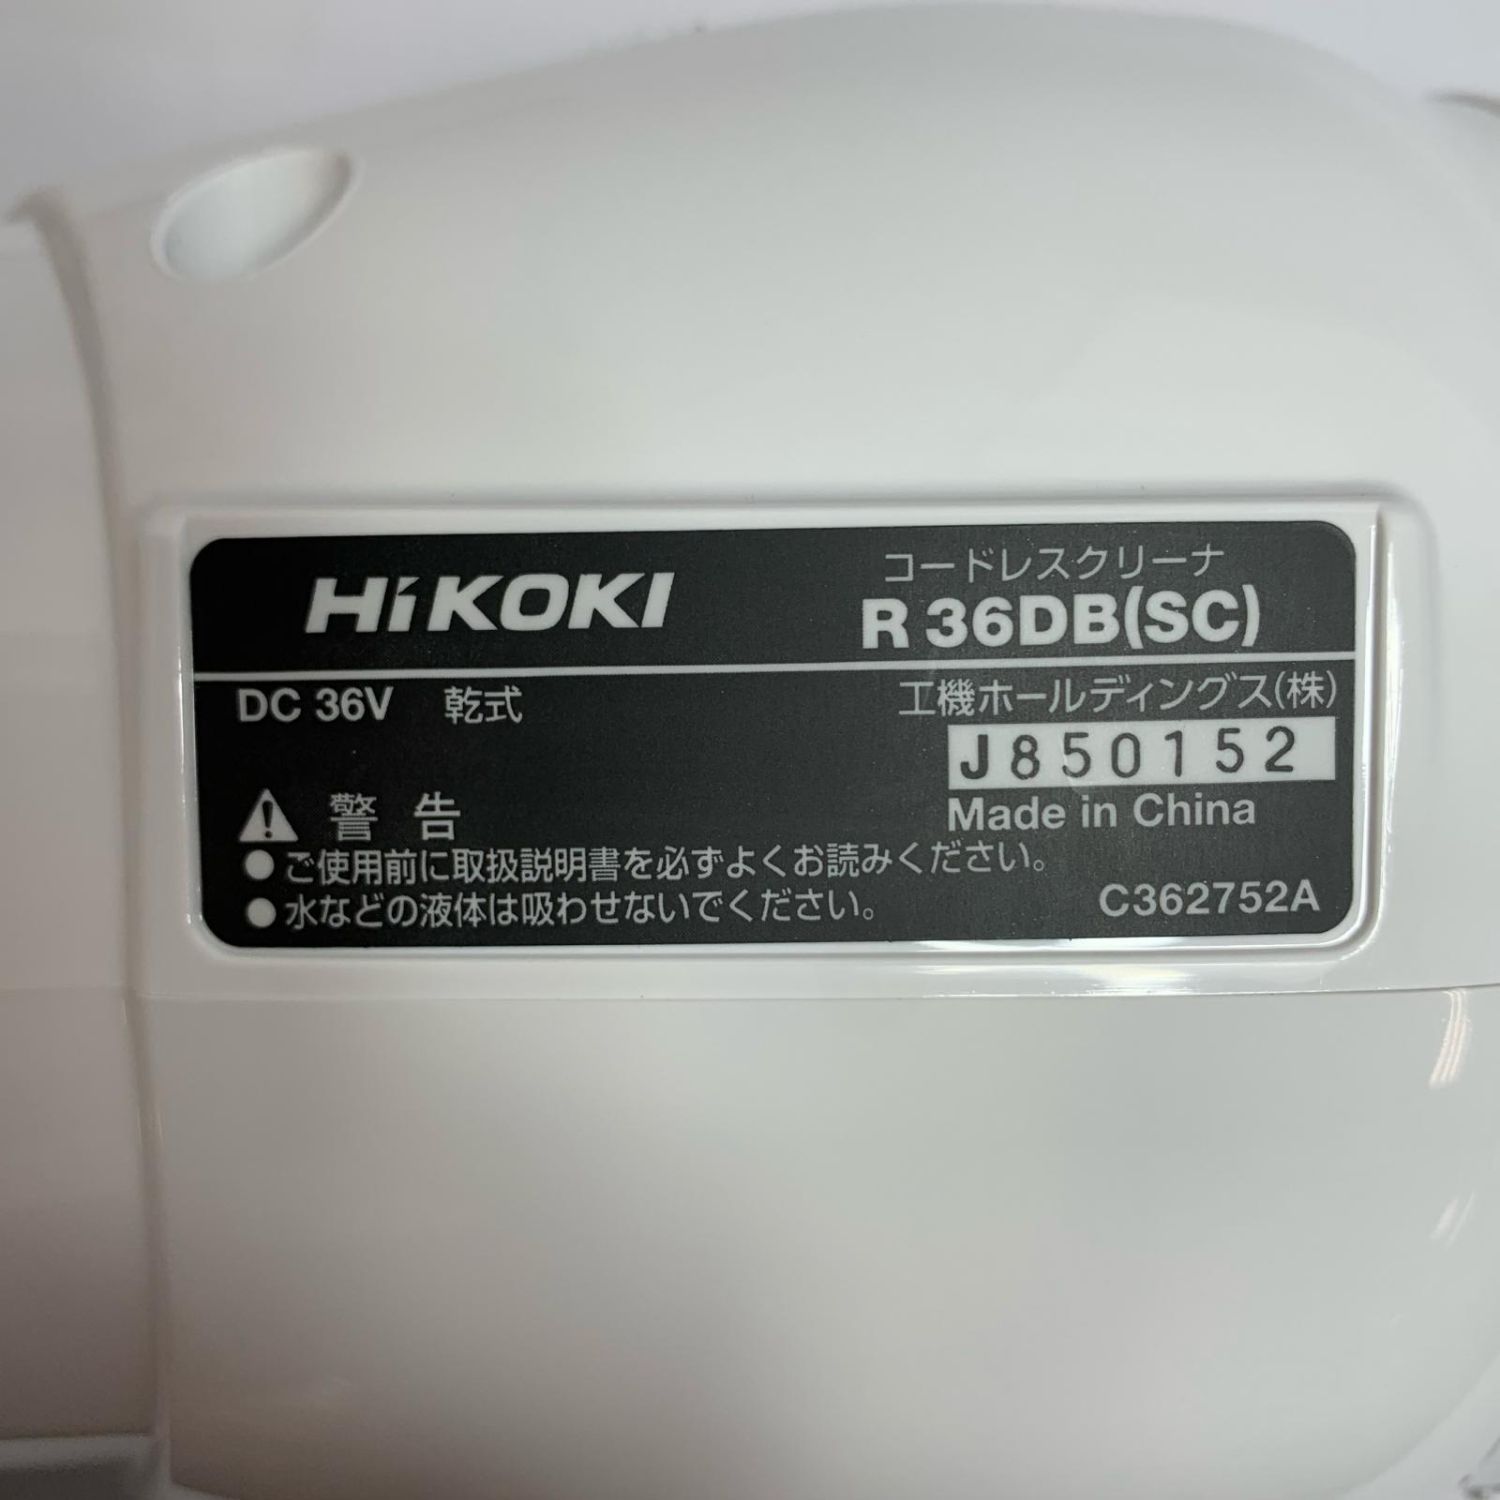 HiKOKI
コードレスクリーナ
R 36DB(SC)
DC 36V 乾式
工機ホールディングス(株)
J850152
Made in China
警 告
●ご使用前に取扱説明書を必ずよくお読みください。
●水などの液体は吸わせないでください。
C362752A